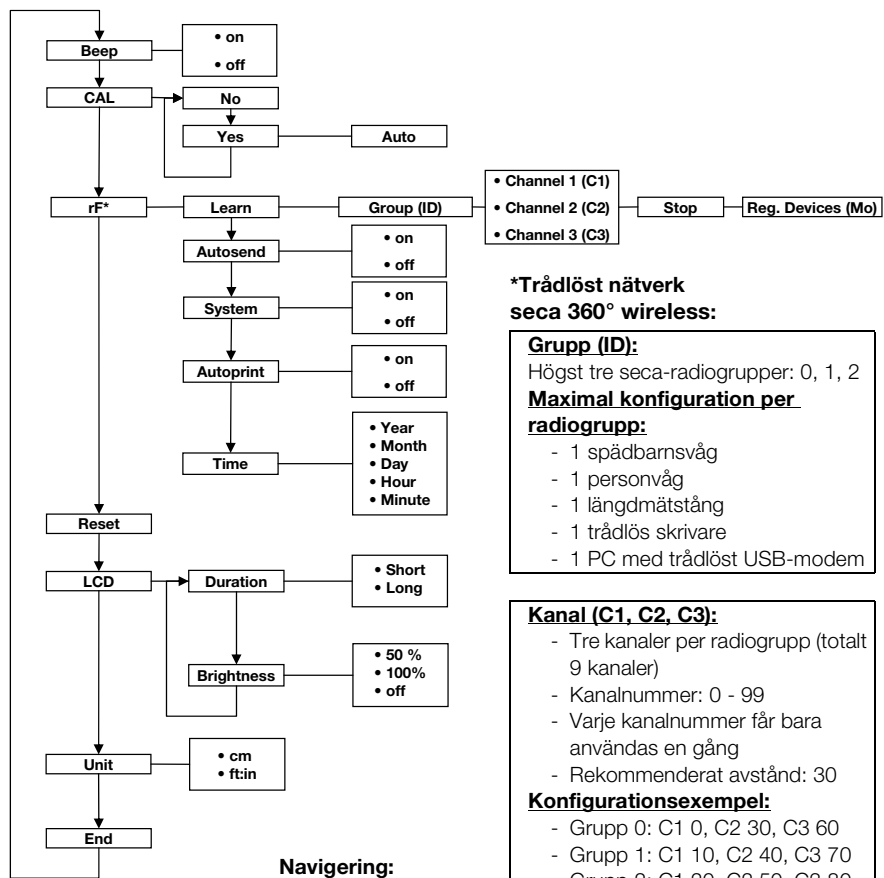 Beep
• on
• off
CAL
No
Yes
Auto
rF*
Learn
Group (ID)
• Channel 1 (C1)
• Channel 2 (C2)
• Channel 3 (C3)
Stop
Reg. Devices (Mo)
Autosend
• on
• off
System
• on
• off
Autoprint
• on
• off
Time
• Year
• Month
• Day
• Hour
• Minute
Reset
LCD
Duration
• Short
• Long
Brightness
• 50 %
• 100%
• off
Unit
• cm
• ft:in
End
Navigering:
*Trådlöst nätverk
seca 360° wireless:
Grupp (ID):
Högst tre seca-radiogrupper: 0, 1, 2
Maximal konfiguration per
radiogrupp:
- 1 spädbarnsvåg
- 1 personvåg
- 1 längdmätstång
- 1 trådlös skrivare
- 1 PC med trådlöst USB-modem
Kanal (C1, C2, C3):
- Tre kanaler per radiogrupp (totalt
9 kanaler)
- Kanalnummer: 0 - 99
- Varje kanalnummer får bara
användas en gång
- Rekommenderat avstånd: 30
Konfigurationsexempel:
- Grupp 0: C1 0, C2 30, C3 60
- Grupp 1: C1 10, C2 40, C3 70